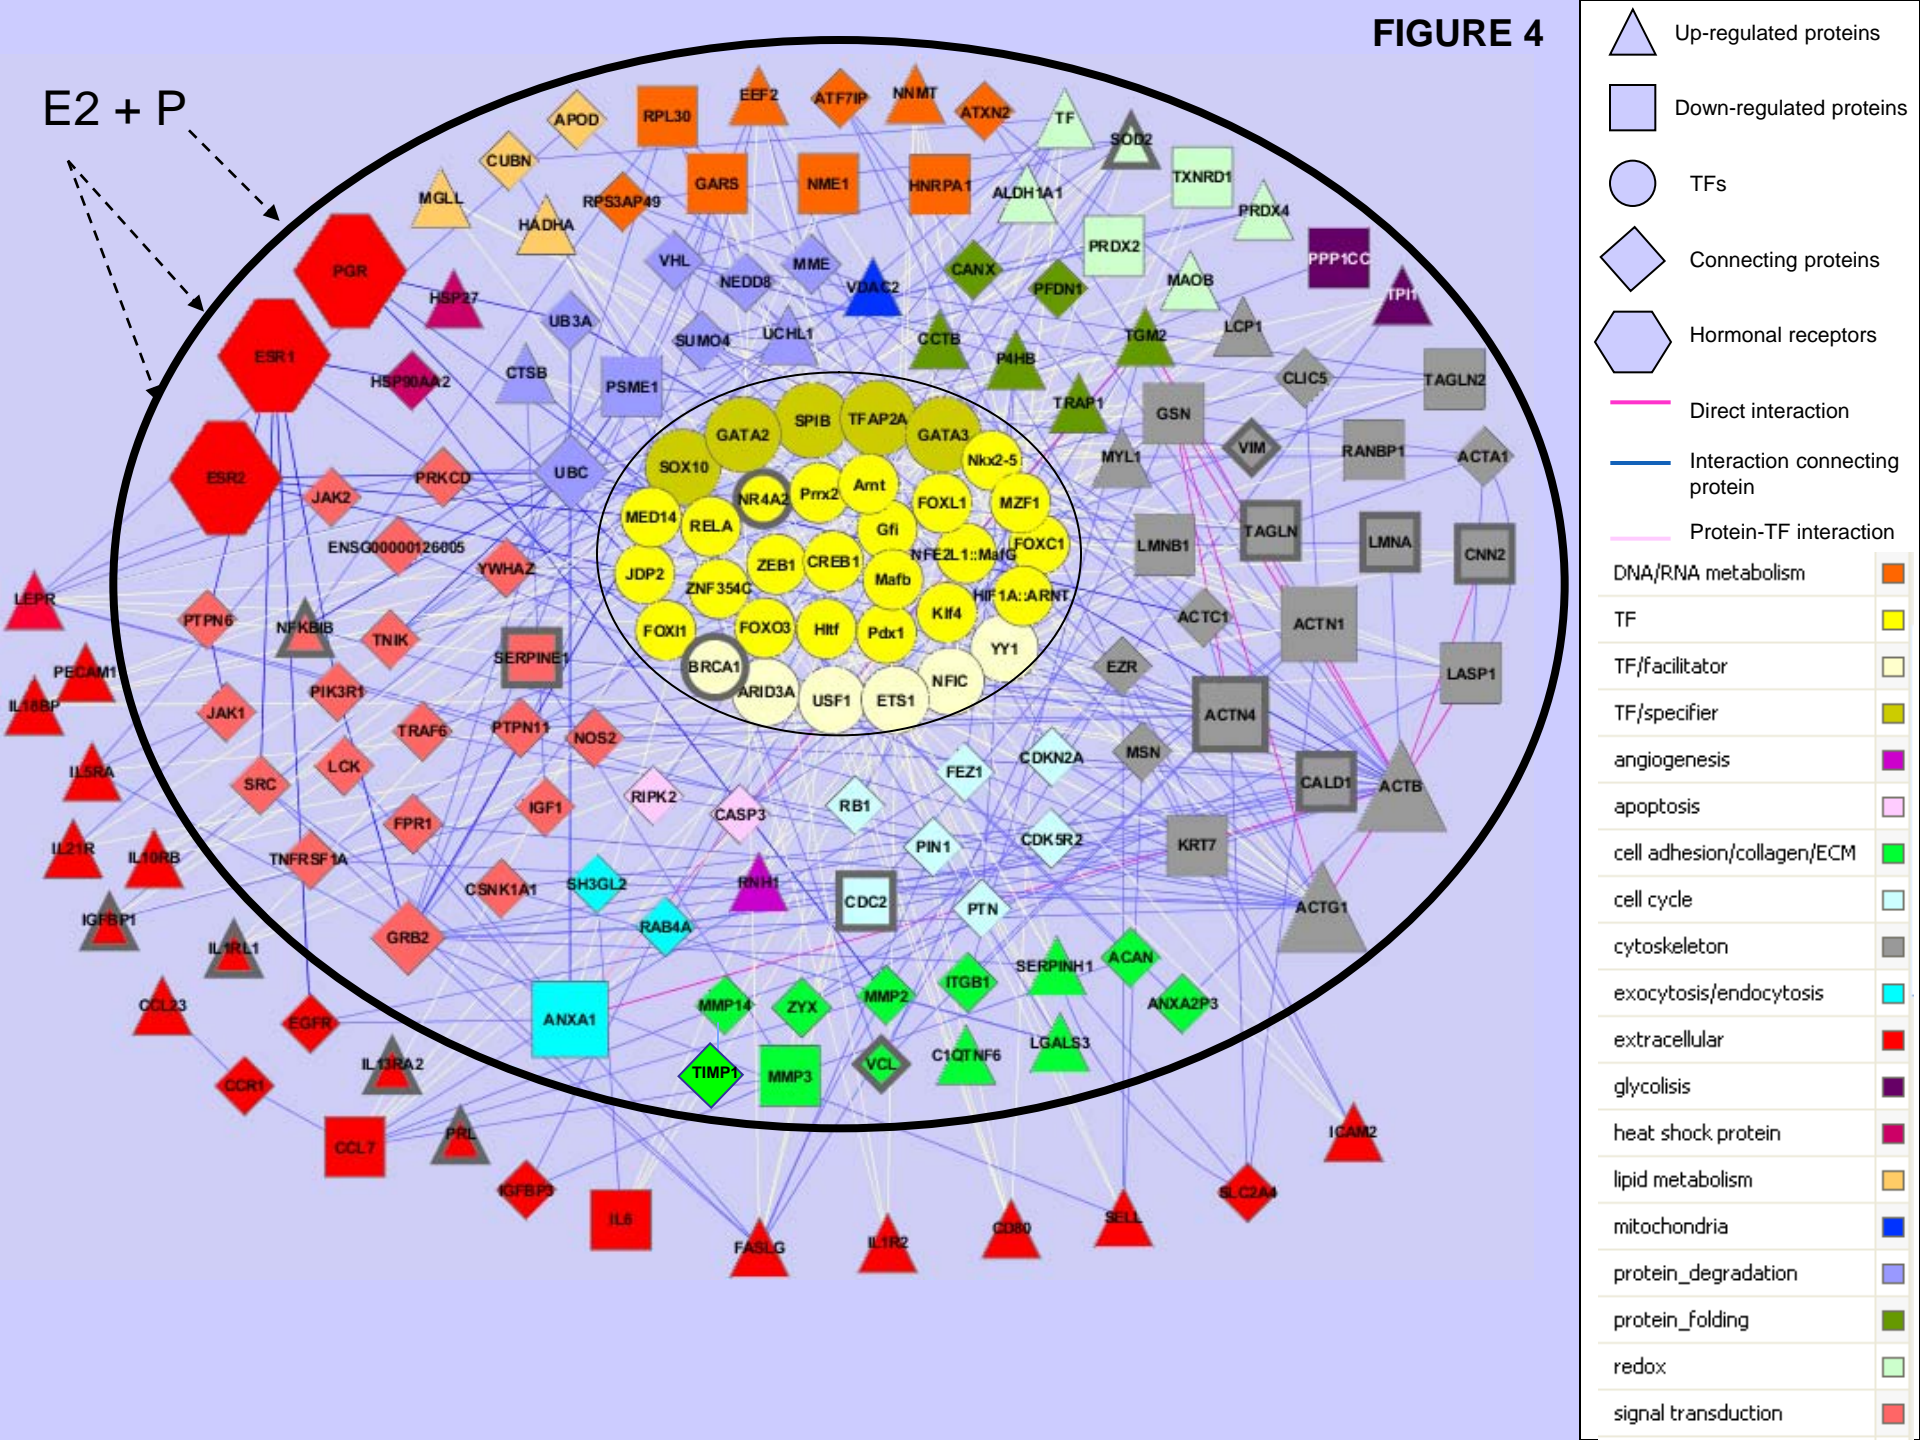 FIGURE 4
E2 + P
EEF2
ATF7IP
NNMT
APOD
RPL30
ATXN2
TF
SOD2
CUBN
GARS
NME1
HNRPA1
ALDH1A1
TXNRD1
MGLL
RPS3AP49
PRDX4
HADHA
PRDX2
PGR
VHL
NEDD8
MME
CANX
PPP1CC
HSP27
VDAC2
PFDN1
MAOB
TPI1
UB3A
SUMO4
UCHL1
CCTB
P4HB
TGM2
LCP1
ESR1
HSP90AA2
CTSB
PSME1
TRAP1
CLIC5
TAGLN2
GSN
SPIB
TFAP2A
GATA2
GATA3
VIM
RANBP1
ACTA1
MYL1
ESR2
JAK2
PRKCD
UBC
SOX10
Nkx2-5
NR4A2
Prrx2
Arnt
FOXL1
MZF1
MED14
RELA
Gfi
TAGLN
LMNB1
LMNA
CNN2
ENSG00000126005
YWHAZ
JDP2
ZEB1
CREB1
NFE2L1::MafG
FOXC1
ZNF354C
Mafb
HIF1A::ARNT
LEPR
PTPN6
NFKBIB
TNIK
SERPINE1
FOXI1
FOXO3
Hltf
Pdx1
Klf4
YY1
ACTC1
ACTN1
PECAM1
BRCA1
EZR
LASP1
IL18BP
JAK1
PIK3R1
ARID3A
USF1
ETS1
NFIC
ACTN4
TRAF6
PTPN11
NOS2
MSN
IL5RA
SRC
LCK
FEZ1
CDKN2A
CALD1
ACTB
RIPK2
CASP3
RB1
IGF1
FPR1
CDK5R2
PIN1
KRT7
IL21R
IL10RB
TNFRSF1A
CSNK1A1
SH3GL2
RNH1
CDC2
PTN
ACTG1
IGFBP1
IL1RL1
GRB2
RAB4A
CCL23
EGFR
ANXA1
MMP14
ZYX
MMP2
ITGB1
SERPINH1
ACAN
ANXA2P3
IL13RA2
CCR1
TIMP1
MMP3
VCL
C1QTNF6
LGALS3
CCL7
PRL
ICAM2
IGFBP3
IL6
SLC2A4
FASLG
IL1R2
CD80
SELL
Up-regulated proteins
Down-regulated proteins
TFs
Connecting proteins
Hormonal receptors
Direct interaction
Interaction connecting
protein
Protein-TF interaction
DNA/RNA metabolism
TF
TF/facilitator
TF/specifier
angiogenesis
apoptosis
cell adhesion/collagen/ECM
cell cycle
cytoskeleton
exocytosis/endocytosis
extracellular
glycolisis
heat shock protein
lipid metabolism
mitochondria
protein_degradation
protein_folding
redox
signal transduction